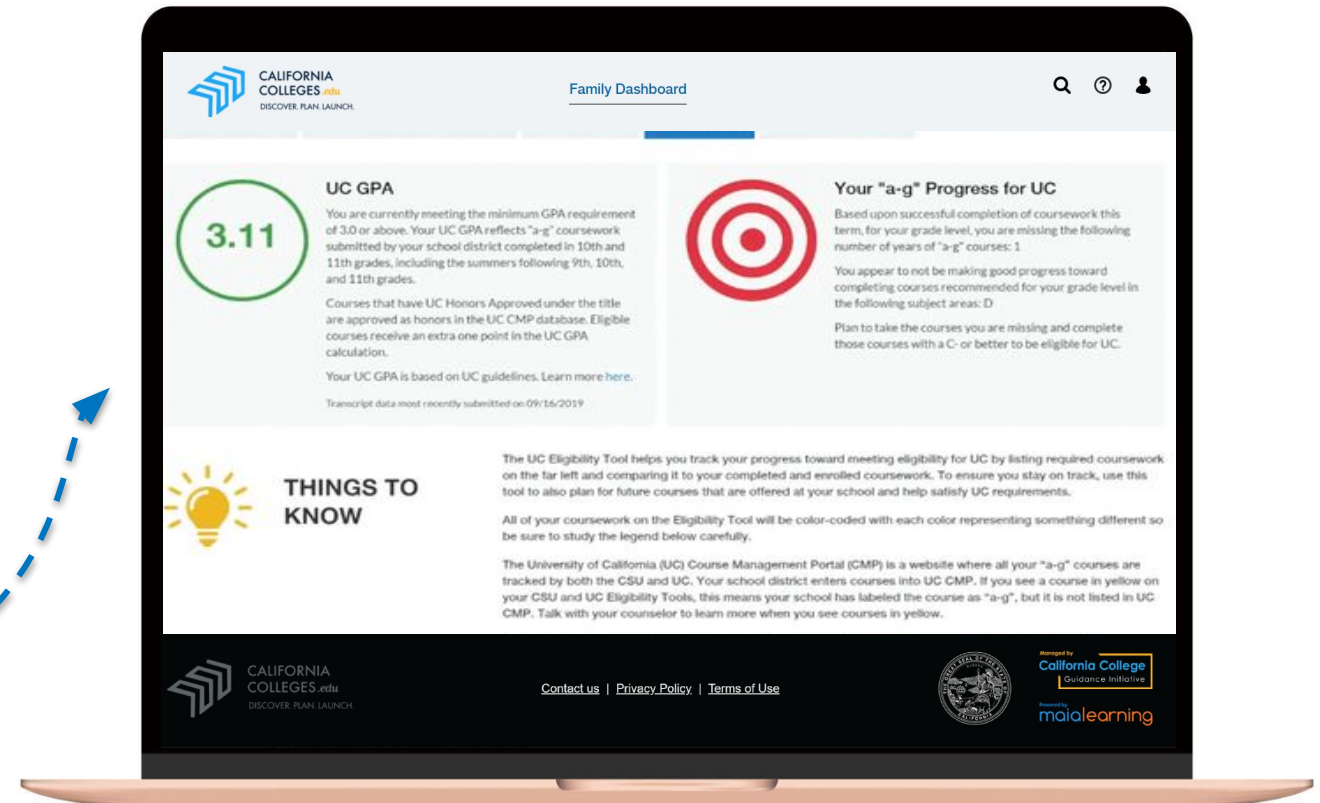 CALIFORNIA
COLLEGES.edu
DISCOVER. PLAN. LAUNCH.
Family Dashboard
3.11
UC GPA
You are currently meeting the minimum GPA requirement
of 3.0 or above. Your UC GPA reflects "a-g" coursework
submitted by your school district completed in 10th and
11th grades, including the summers following 9th, 10th,
and 11th grades.
Courses that have UC Honors Approved under the title
are approved as honors in the UC CMP database. Eligible
courses receive an extra one point in the UC GPA
calculation.
Your UC GPA is based on UC guidelines. Learn more here.
Transcript data most recently submitted on 09/16/2019
Your "a-g" Progress for UC
Based upon successful completion of coursework this
term, for your grade level, you are missing the following
number of years of "a-g" courses: 1
You appear to not be making good progress toward
completing courses recommended for your grade level in
the following subject areas: D
Plan to take the courses you are missing and complete
those courses with a C- or better to be eligible for UC.
THINGS TO
KNOW
The UC Eligibility Tool helps you track your progress toward meeting eligibility for UC by listing required coursework
on the far left and comparing it to your completed and enrolled coursework. To ensure you stay on track, use this
tool to also plan for future courses that are offered at your school and help satisfy UC requirements.
All of your coursework on the Eligibility Tool will be color-coded with each color representing something different so
be sure to study the legend below carefully.
The University of California (UC) Course Management Portal (CMP) is a website where all your "a-g" courses are
tracked by both the CSU and UC. Your school district enters courses into UC CMP. If you see a course in yellow on
your CSU and UC Eligibility Tools, this means your school has labeled the course as "a-g", but it is not listed in UC
CMP. Talk with your counselor to learn more when you see courses in yellow.
CALIFORNIA
COLLEGES.edu
DISCOVER. PLAN. LAUNCH.
Contact us | Privacy Policy | Terms of Use
Managed by
California College
Guidance Initiative
Powered by
maialearning